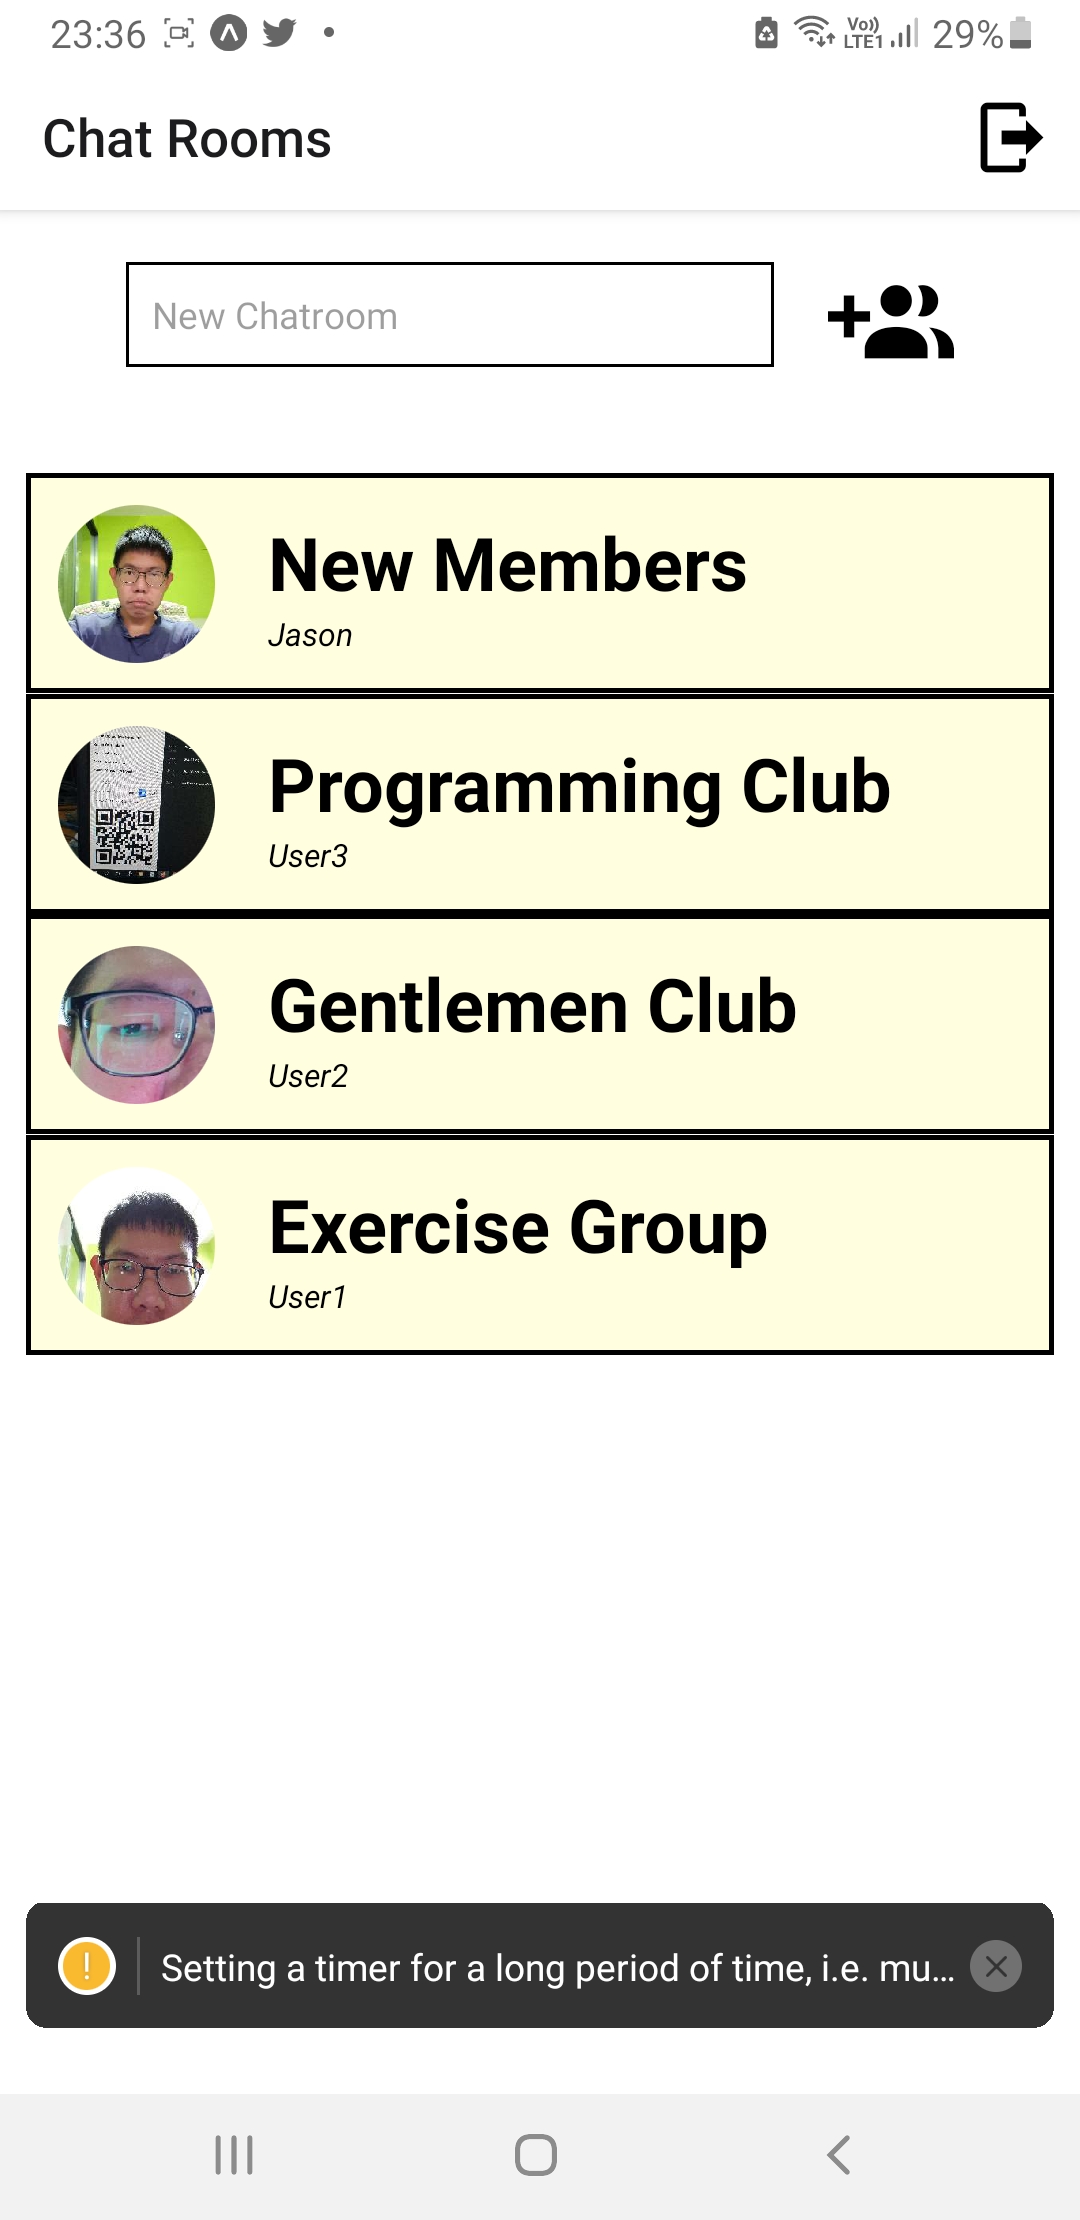 23:36 Vo)) LTE1 29%
Chat Rooms
New Chatroom
New Members
Jason
Programming Club
User3
Gentlemen Club
User2
Exercise Group
User1
Setting a timer for a long period of time, i.e. mu...